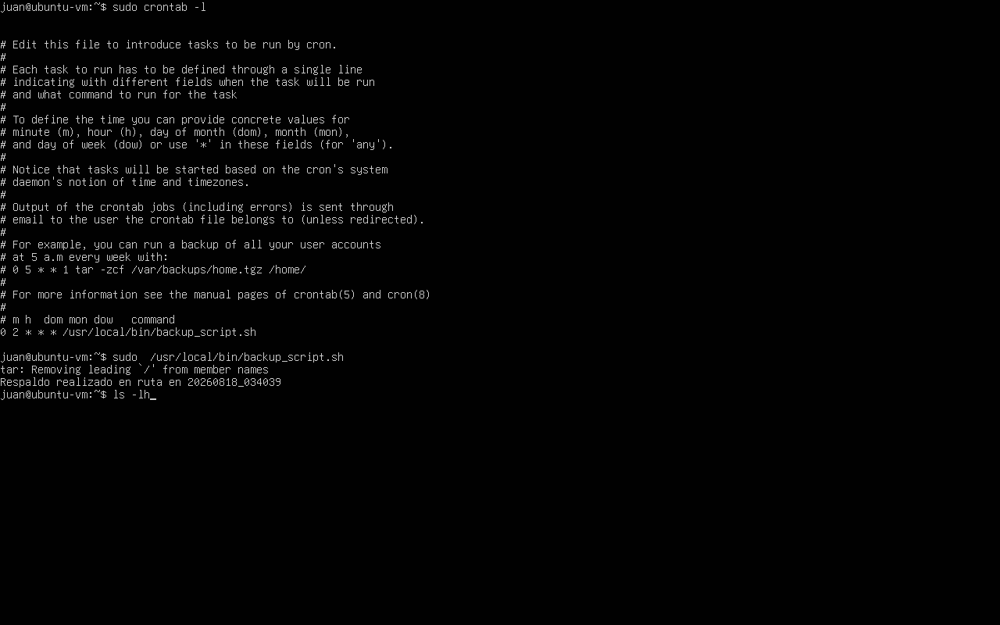 juan@ubuntu-vm:~$ sudo crontab -l
# Edit this file to introduce tasks to be run by cron.
#
# Each task to run has to be defined through a single line
# indicating with different fields when the task will be run
# and what command to run for the task
#
# To define the time you can provide concrete values for
# minute (m), hour (h), day of month (dom), month (mon),
# and day of week (dow) or use '*' in these fields (for 'any').
#
# Notice that tasks will be started based on the cron's system
# daemon's notion of time and timezones.
#
# Output of the crontab jobs (including errors) is sent through
# email to the user the crontab file belongs to (unless redirected).
#
# For example, you can run a backup of all your user accounts
# at 5 a.m every week with:
# 0 5 * * 1 tar -zcf /var/backups/home.tgz /home/
#
# For more information see the manual pages of crontab(5) and cron(8)
#
# m h  dom mon dow   command
0 2 * * * /usr/local/bin/backup_script.sh
juan@ubuntu-vm:~$ sudo  /usr/local/bin/backup_script.sh
tar: Removing leading `/' from member names
Respaldo realizado en ruta en 20260818_034039
juan@ubuntu-vm:~$ ls -lh_